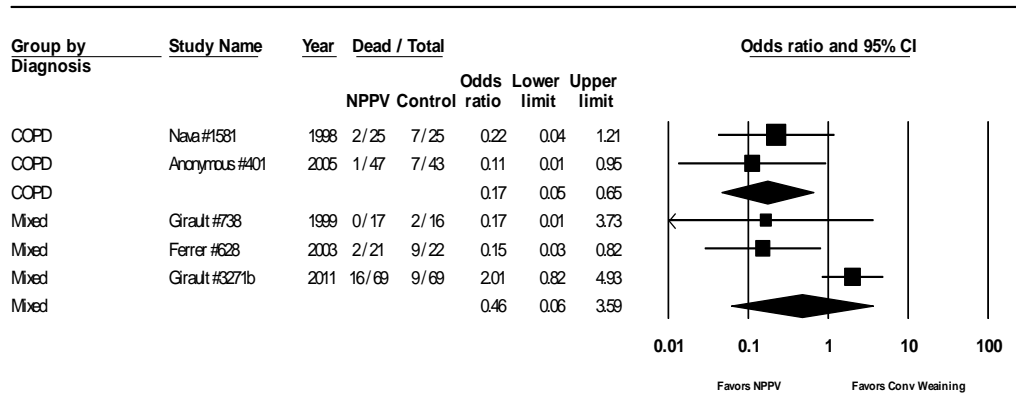 Group by Study Name Year Dead / Total Odds ratio and 95% CI
Diagnosis
Odds Lower Upper
NPPV Control ratio limit limit
COPD Nava #1581 1998 2 / 25 7 / 25 0.22 0.04 1.21
COPD Anonymous #401 2005 1 / 47 7 / 43 0.11 0.01 0.95
COPD 0.17 0.05 0.65
Mixed Girault #738 1999 0 / 17 2 / 16 0.17 0.01 3.73
Mixed Ferrer #628 2003 2 / 21 9 / 22 0.15 0.03 0.82
Mixed Girault #3271b 2011 16 / 69 9 / 69 2.01 0.82 4.93
Mixed 0.46 0.06 3.59
0.01 0.1 1 10 100
Favors NPPV Favors Conv Weaining